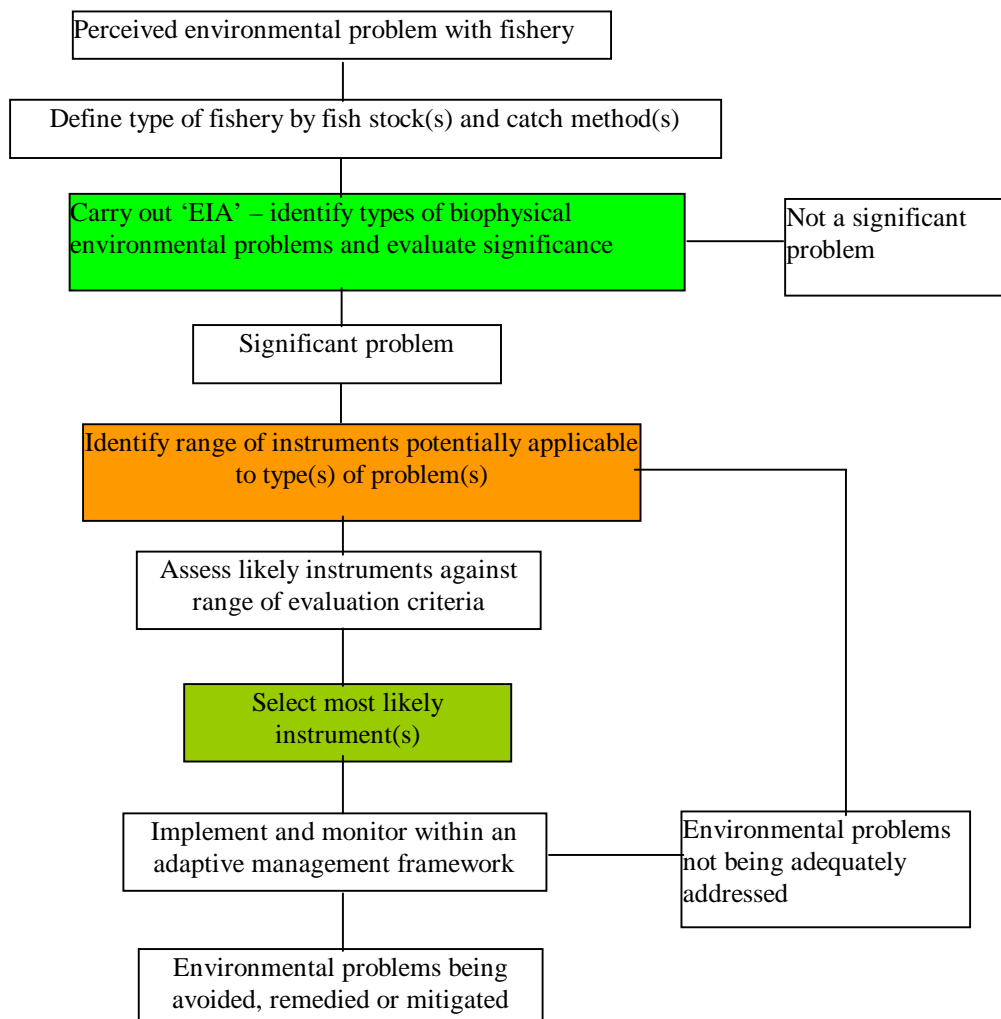 Perceived environmental problem with fishery
Define type of fishery by fish stock(s) and catch method(s)
Carry out ‘EIA’ – identify types of biophysical
environmental problems and evaluate significance
Not a significant
problem
Significant problem
Identify range of instruments potentially applicable
to type(s) of problem(s)
Assess likely instruments against
range of evaluation criteria
Select most likely
instrument(s)
Implement and monitor within an
adaptive management framework
Environmental problems
not being adequately
addressed
Environmental problems being
avoided, remedied or mitigated